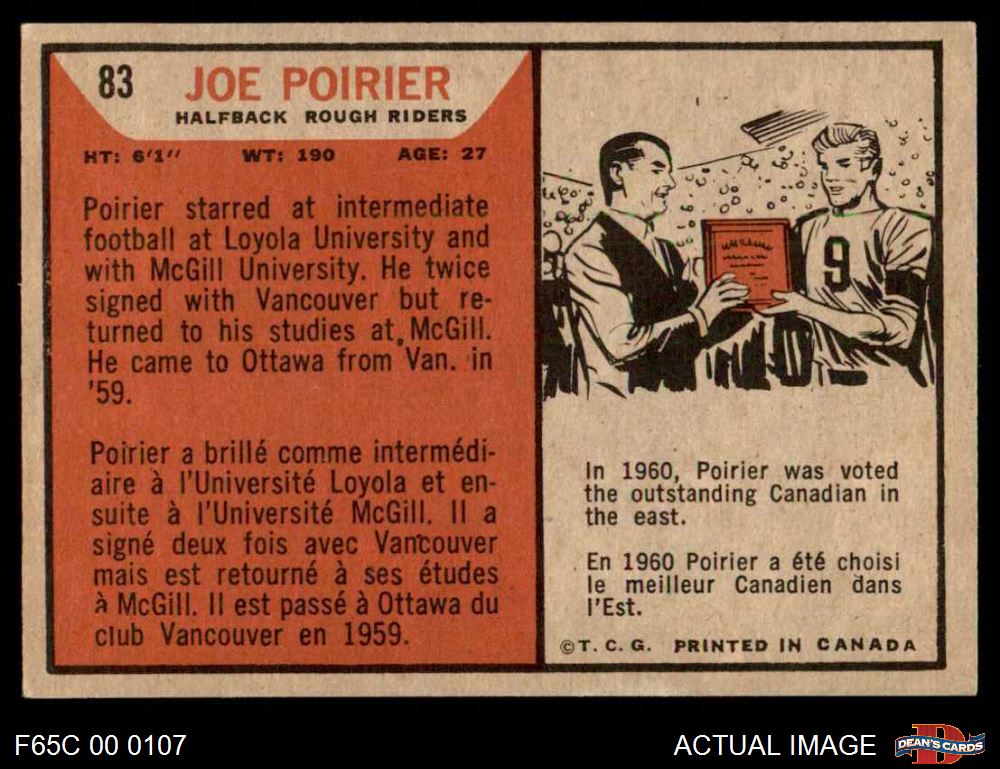 83
JOE POIRIER
HALFBACK ROUGH RIDERS
HT: 6'1" WT: 190 AGE: 27
Poirier starred at intermediate
football at Loyola University and
with McGill University. He twice
signed with Vancouver but re-
turned to his studies at McGill.
He came to Ottawa from Van. in
'59.
Poirier a brillé comme intermédi-
aire à l'Université Loyola et en-
suite à l'Université McGill. Il a
signé deux fois avec Vancouver
mais est retourné à ses études
à McGill. Il est passé à Ottawa du
club Vancouver en 1959.
9
In 1960, Poirier was voted
the outstanding Canadian in
the east.
En 1960 Poirier a été choisi
le meilleur Canadien dans
l'Est.
©T. C. G. PRINTED IN CANADA
F65C 00 0107
ACTUAL IMAGE
D
DEAN'S CARDS